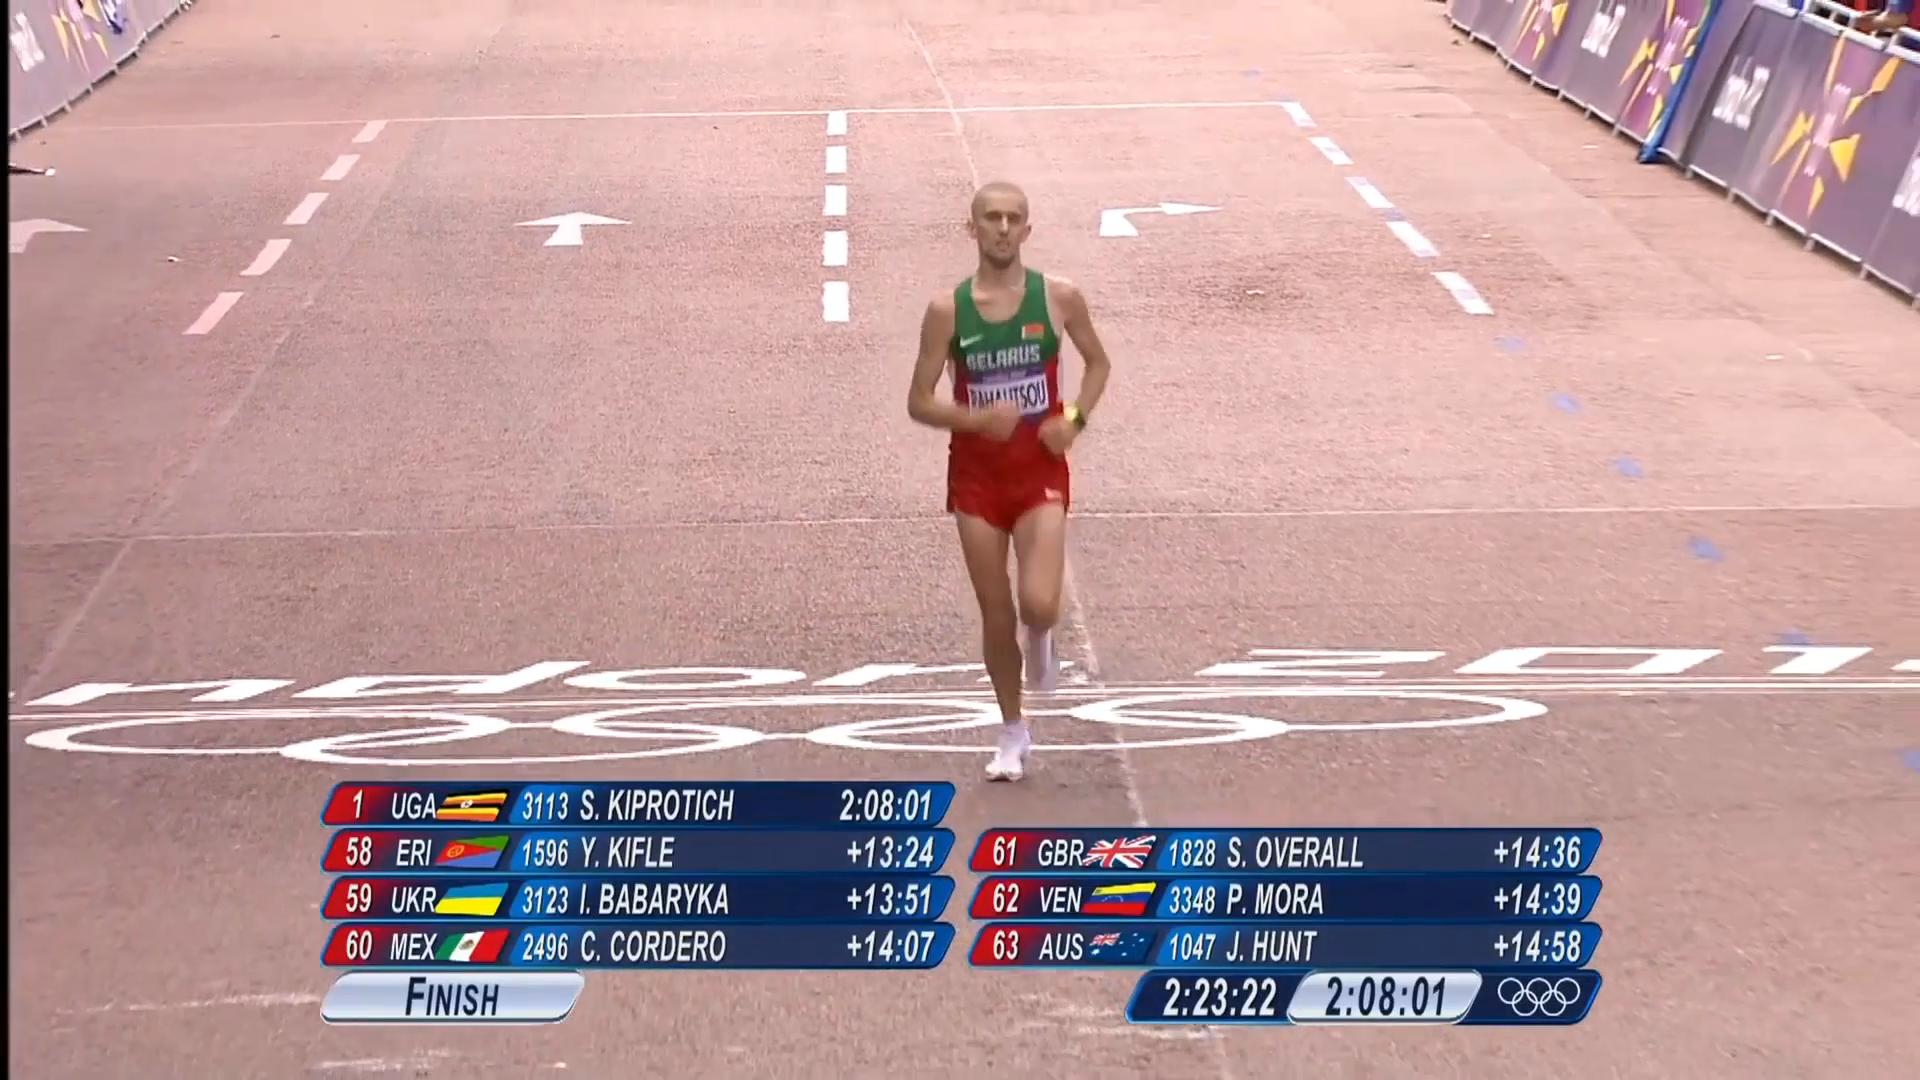 BELARUS
1 UGA 3113 S. KIPROTICH 2:08:01
58 ERI 1596 Y. KIFLE +13:24
59 UKR 3123 I. BABARYKA +13:51
60 MEX 2496 C. CORDERO +14:07
61 GBR 1828 S. OVERALL +14:36
62 VEN 3348 P. MORA +14:39
63 AUS 1047 J. HUNT +14:58
FINISH
2:23:22 2:08:01